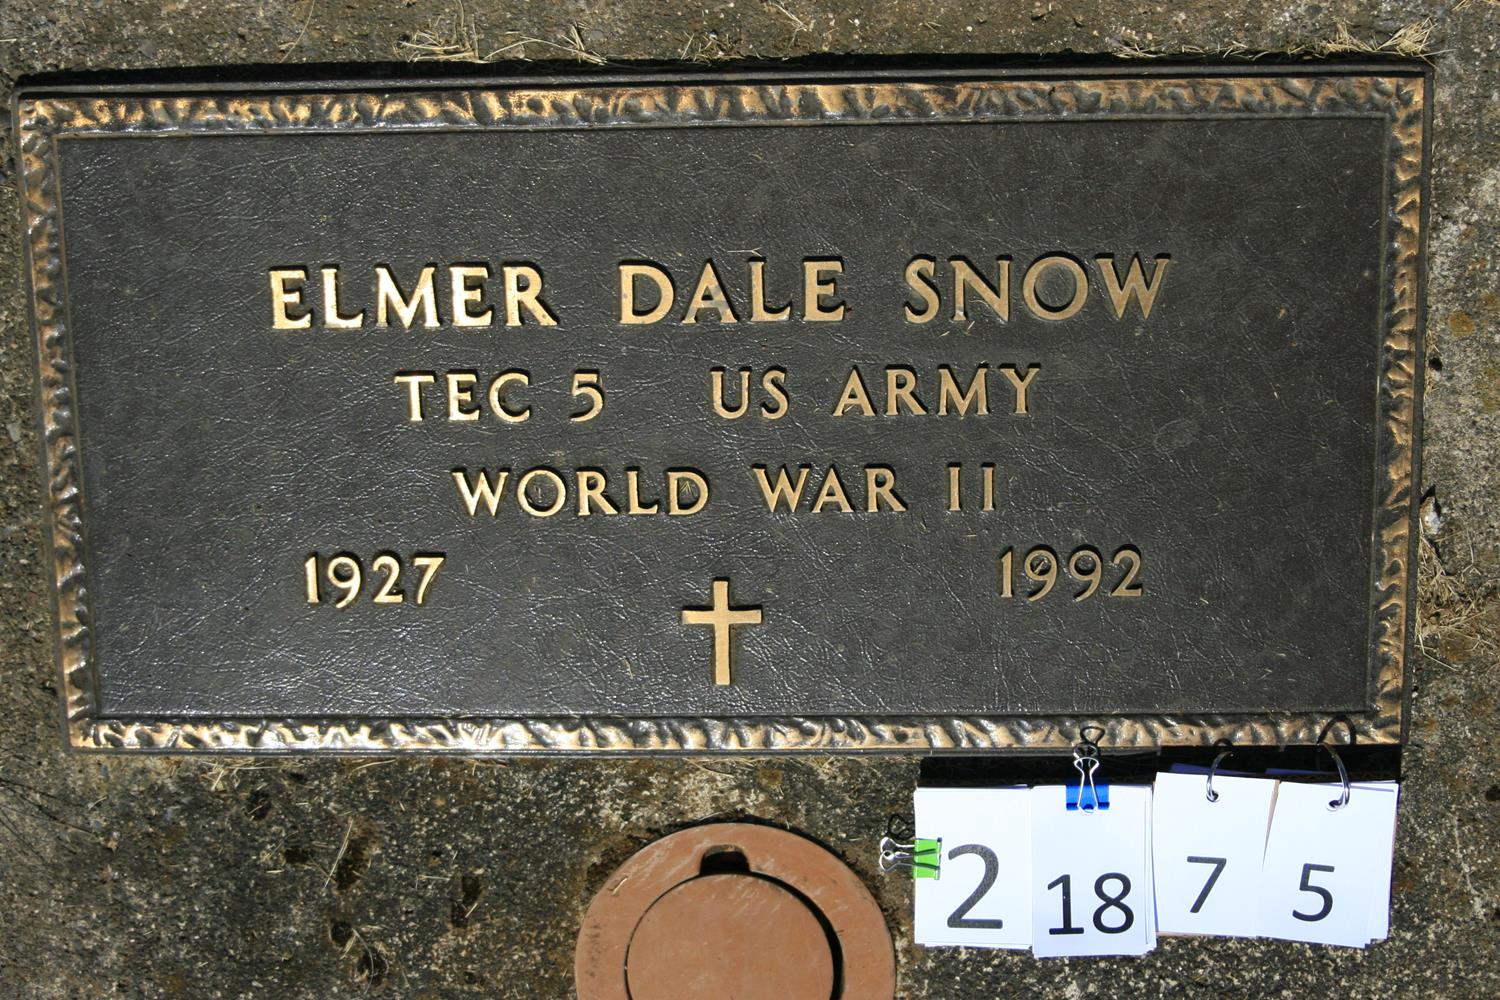 ELMER DALE SNOW
TEC 5 US ARMY
WORLD WAR II
1927 1992
2 18 7 5